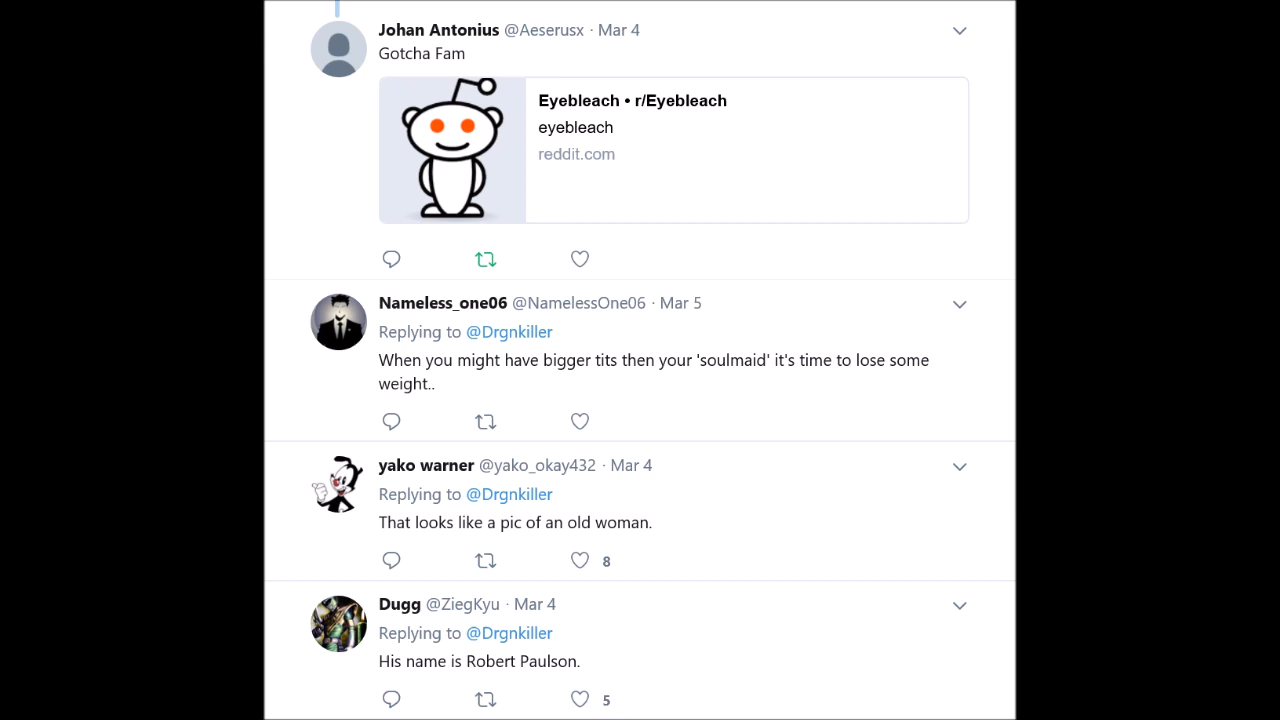 Johan Antonius @Aeserusx · Mar 4
Gotcha Fam
Eyebleach • r/Eyebleach
eyebleach
reddit.com
Nameless_one06 @NamelessOne06 · Mar 5
Replying to @Drgnkiller
When you might have bigger tits then your 'soulmaid' it's time to lose some
weight..
yako warner @yako_okay432 · Mar 4
Replying to @Drgnkiller
That looks like a pic of an old woman.
8
Dugg @ZiegKyu · Mar 4
Replying to @Drgnkiller
His name is Robert Paulson.
5